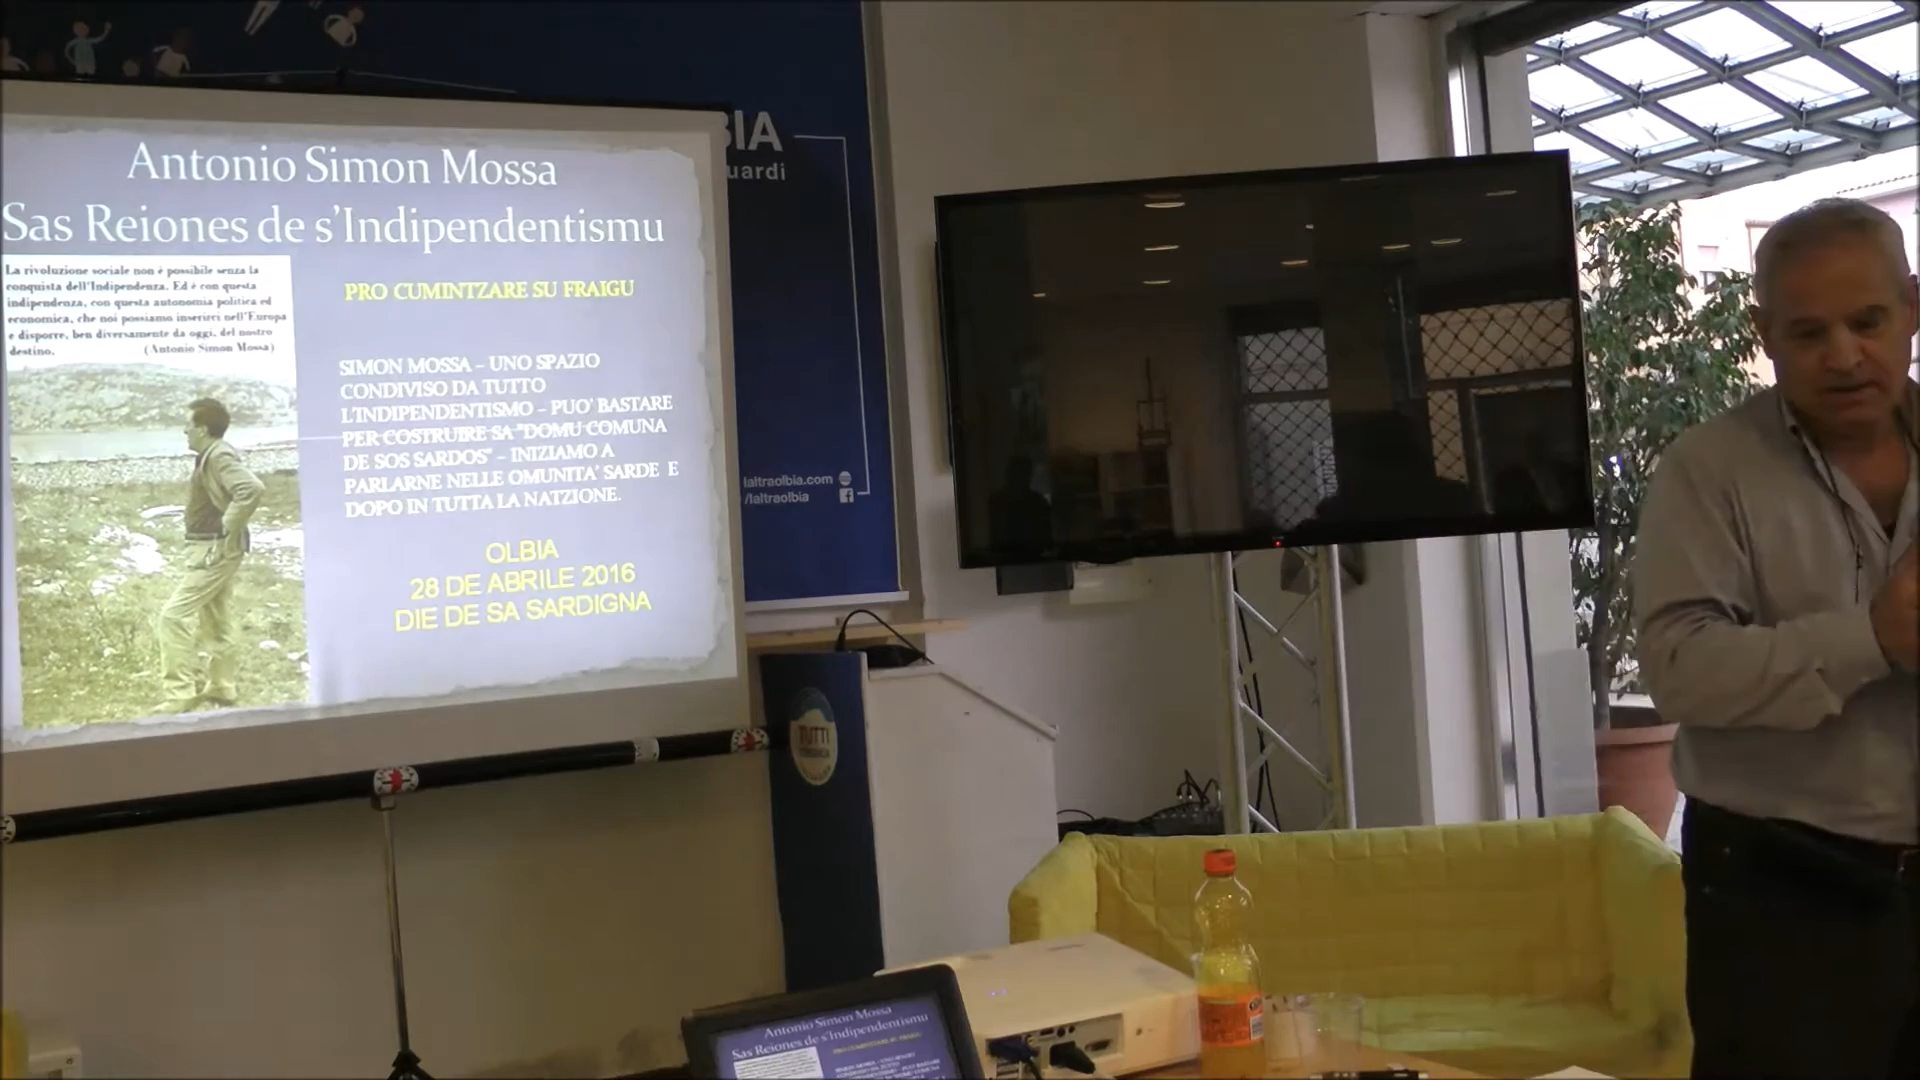 Antonio Simon Mossa
Sas Reiones de s'Indipendentismu
La rivoluzione sociale non è possibile senza la
conquista dell'Indipendenza. Ed è con questa
indipendenza, con questa autonomia politica ed
economica, che noi possiamo inserirci nell'Europa
e disporre, ben diversamente da oggi, del nostro
destino. (Antonio Simon Mossa)
PRO CUMINTZARE SU FRAIGU
SIMON MOSSA – UNO SPAZIO
CONDIVISO DA TUTTO
L'INDIPENDENTISMO – PUO' BASTARE
PER COSTRUIRE SA "DOMU COMUNA
DE SOS SARDOS" – INIZIAMO A
PARLARNE NELLE OMUNITA' SARDE E
DOPO IN TUTTA LA NATZIONE.
OLBIA
28 DE ABRILE 2016
DIE DE SA SARDIGNA
BIA
uardi
laltraolbia.com
/laltraolbia
TUTTI
Antonio Simon Mossa
Sas Reiones de s'Indipendentismu
PRO CUMINTZARE SU FRAIGU